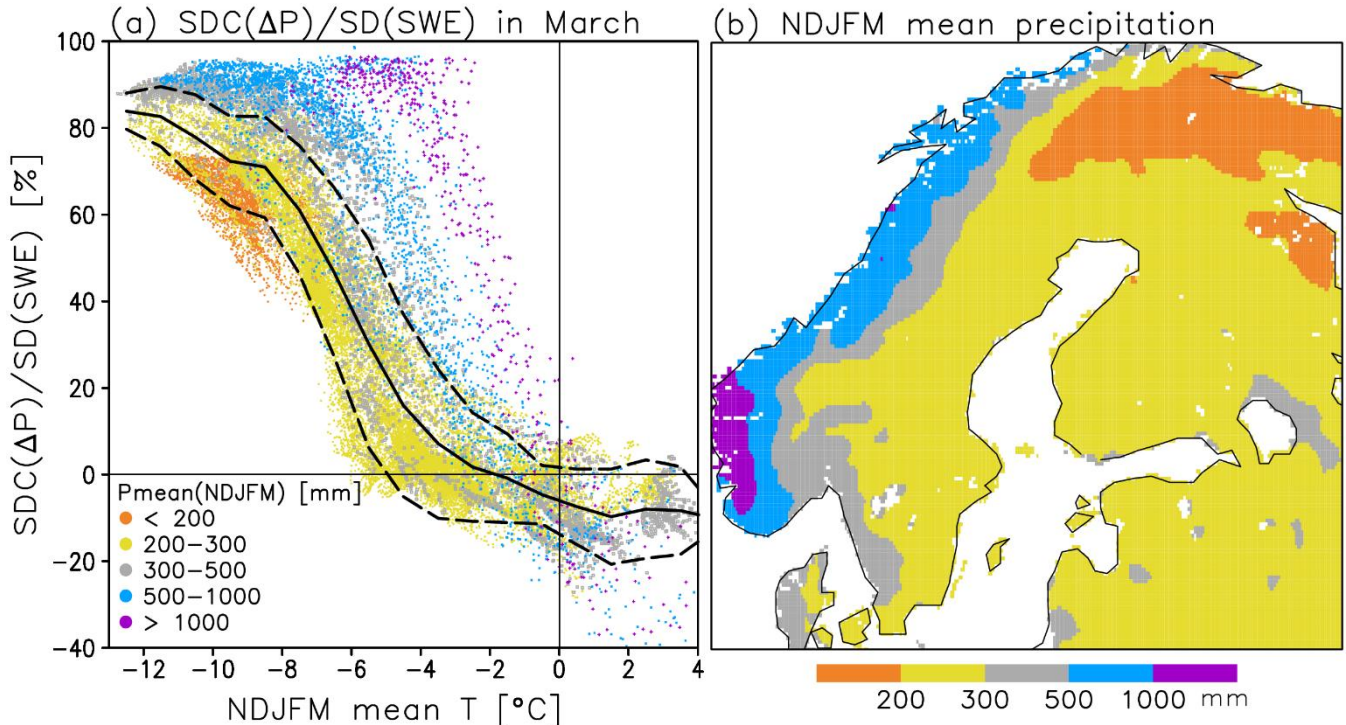 (a) SDC(ΔP)/SD(SWE) in March
(b) NDJFM mean precipitation
SDC(ΔP)/SD(SWE) [%]
100
80
60
40
20
0
−20
−40
Pmean(NDJFM) [mm]
< 200
200−300
300−500
500−1000
> 1000
−12 −10 −8 −6 −4 −2 0 2 4
NDJFM mean T [°C]
200 300 500 1000 mm